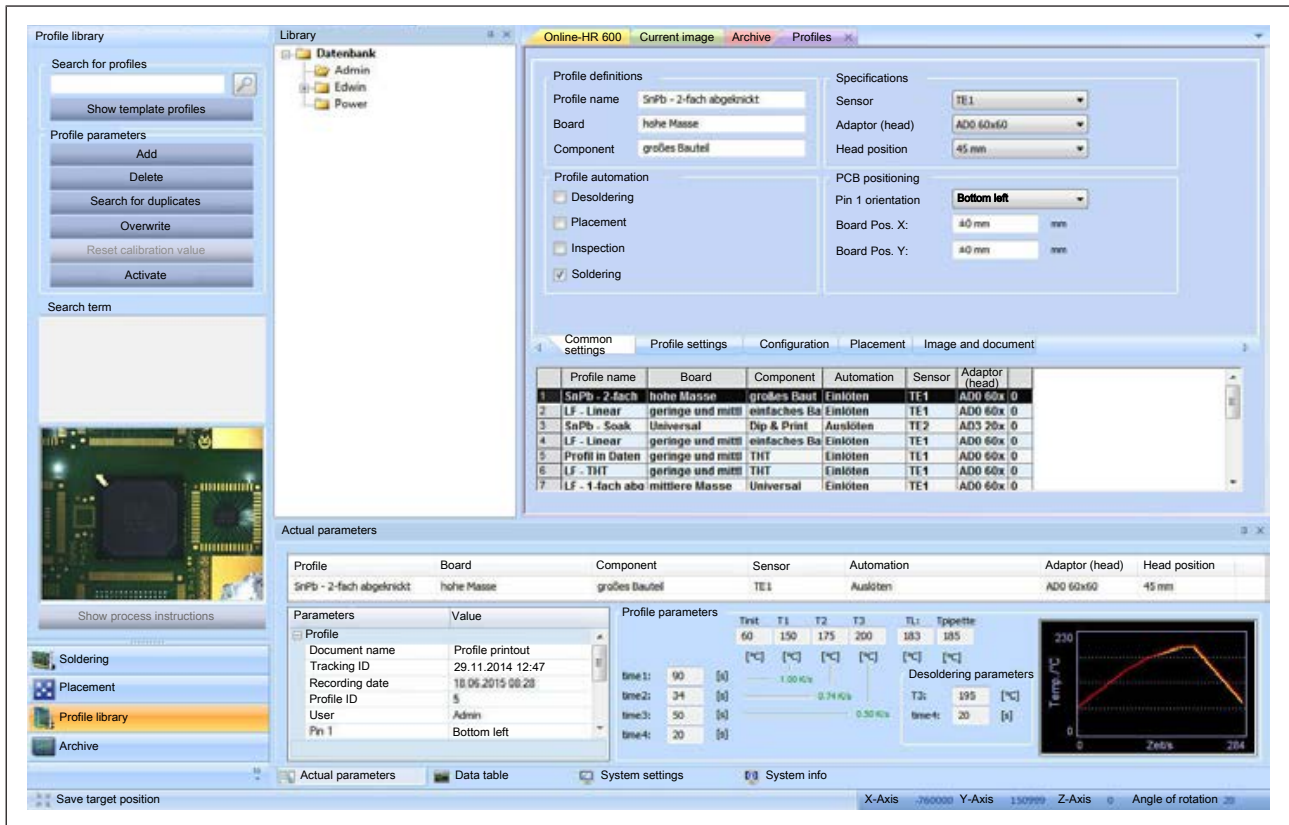 Profile library
Search for profiles
Show template profiles
Profile parameters
Add
Delete
Search for duplicates
Overwrite
Reset calibration value
Activate
Search term
Show process instructions
Soldering
Placement
Profile library
Archive
Save target position
Library
Datenbank
Admin
Edwin
Power
Online-HR 600 Current image Archive Profiles
Profile definitions
Profile name SnPb - 2-fach abgeknickt
Board hohe Masse
Component großes Bauteil
Specifications
Sensor TE1
Adaptor (head) AD0 60x60
Head position 45 mm
Profile automation
Desoldering
Placement
Inspection
Soldering
PCB positioning
Pin 1 orientation Bottom left
Board Pos. X: 40 mm mm
Board Pos. Y: 40 mm mm
Common settings Profile settings Configuration Placement Image and document
Profile name Board Component Automation Sensor Adaptor (head)
1 SnPb - 2-fach hohe Masse großes Baut Einlöten TE1 AD0 60x 0
2 LF - Linear geringe und mittl einfaches Ba Einlöten TE1 AD0 60x 0
3 SnPb - Soak Universal Dip & Print Auslöten TE2 AD3 20x 0
4 LF - Linear geringe und mittl einfaches Ba Einlöten TE1 AD0 60x 0
5 Profil in Daten geringe und mittl THT Einlöten TE1 AD0 60x 0
6 LF - THT geringe und mittl THT Einlöten TE1 AD0 60x 0
7 LF - 1-fach abg mittlere Masse Universal Einlöten TE1 AD0 60x 0
Actual parameters
Profile Board Component Sensor Automation Adaptor (head) Head position
SnPb - 2-fach abgeknickt hohe Masse großes Bauteil TE1 Auslöten AD0 60x60 45 mm
Parameters Value
Profile
Document name Profile printout
Tracking ID 29.11.2014 12:47
Recording date 18.06.2015 08:28
Profile ID 5
User Admin
Pin 1 Bottom left
Profile parameters
Tinit T1 T2 T3 TL: Tpipette
60 150 175 200 183 185
[°C] [°C] [°C] [°C] [°C] [°C]
time1: 90 [s] 1.00 K/s
time2: 34 [s] 0.74 K/s
time3: 50 [s] 0.50 K/s
time4: 20 [s]
Desoldering parameters
T3: 195 [°C]
time4: 20 [s]
230
Temp./°C
0
0 Zeit/s 284
Actual parameters Data table System settings System info
X-Axis -760000 Y-Axis 150999 Z-Axis 0 Angle of rotation